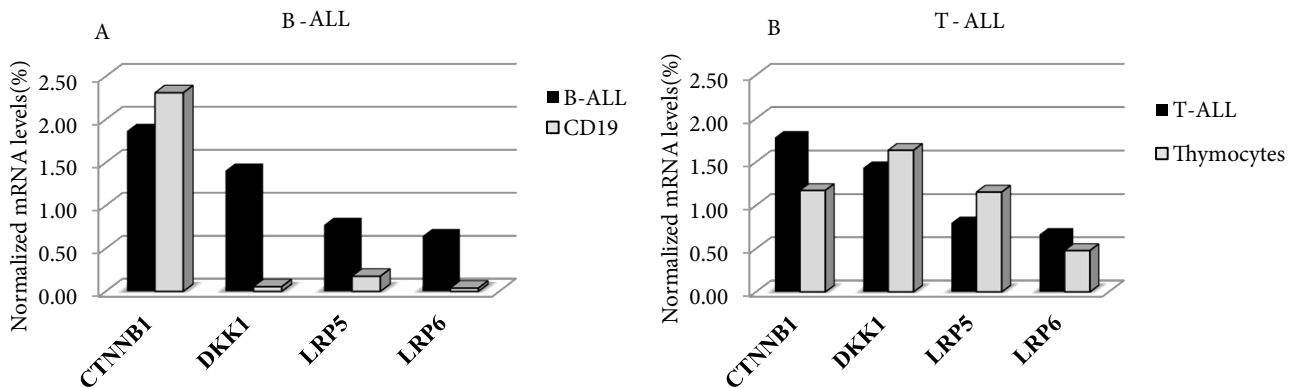 A
B - ALL
Normalized mRNA levels(%)
2.50
2.00
1.50
1.00
0.50
0.00
CTNNB1
DKK1
LRP5
LRP6
B-ALL
CD19
B
T - ALL
Normalized mRNA levels(%)
2.50
2.00
1.50
1.00
0.50
0.00
CTNNB1
DKK1
LRP5
LRP6
T-ALL
Thymocytes